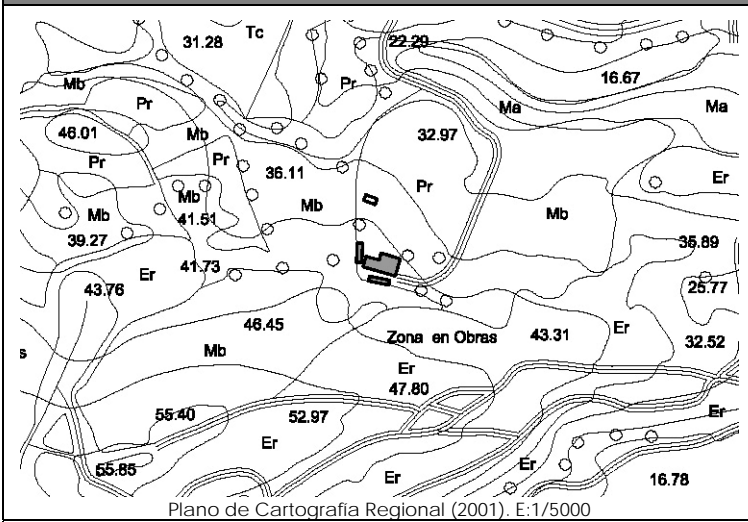 Tc
31.28
22.29
16.67
Mb
Pr
Pr
Ma
Ma
46.01
Mb
32.97
Pr
Pr
36.11
Er
Pr
Mb
Mb
Mb
Mb
41.51
39.27
35.89
41.73
Er
43.76
25.77
46.45
Zona en Obras
43.31
Er
32.52
s
Mb
Er
47.80
55.40
52.97
Er
Er
55.85
Er
Er
16.78
Plano de Cartografía Regional (2001). E:1/5000